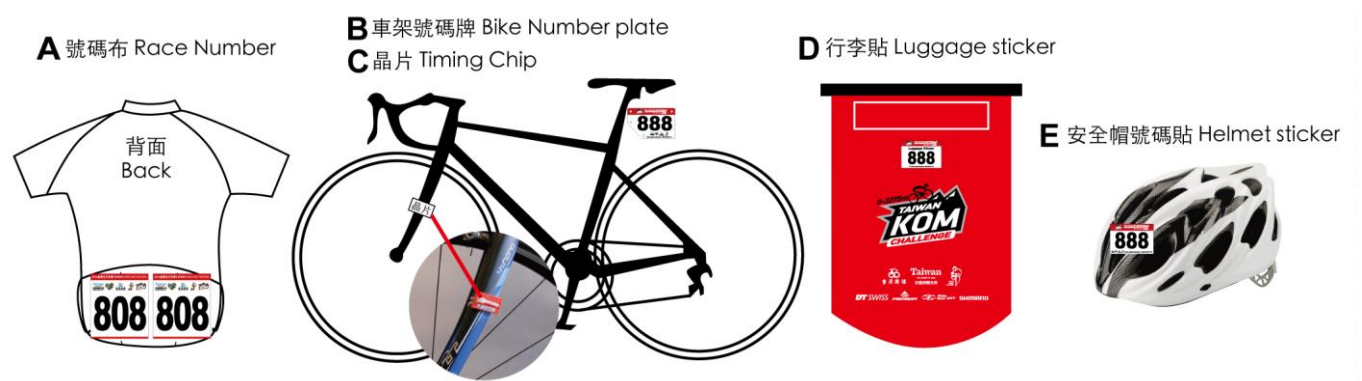 A 號碼布 Race Number
背面
Back
808 808
B 車架號碼牌 Bike Number plate
C 晶片 Timing Chip
888
晶片
D 行李貼 Luggage sticker
888
TAIWAN
KOM
CHALLENGE
Taiwan
DT SWISS
SHIMANO
E 安全帽號碼貼 Helmet sticker
888